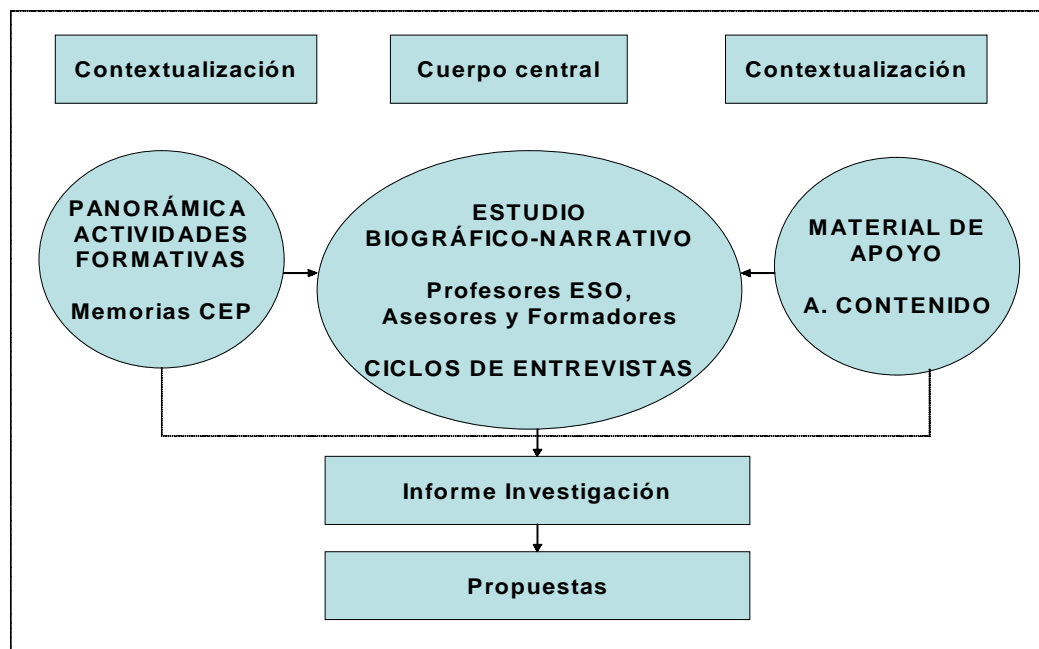 Contextualización
Cuerpo central
Contextualización
PANORÁMICA
ACTIVIDADES
FORMATIVAS
Memorias CEP
ESTUDIO
BIOGRÁFICO-NARRATIVO
Profesores ESO,
Asesores y Formadores
CICLOS DE ENTREVISTAS
MATERIAL DE
APOYO
A. CONTENIDO
Informe Investigación
Propuestas